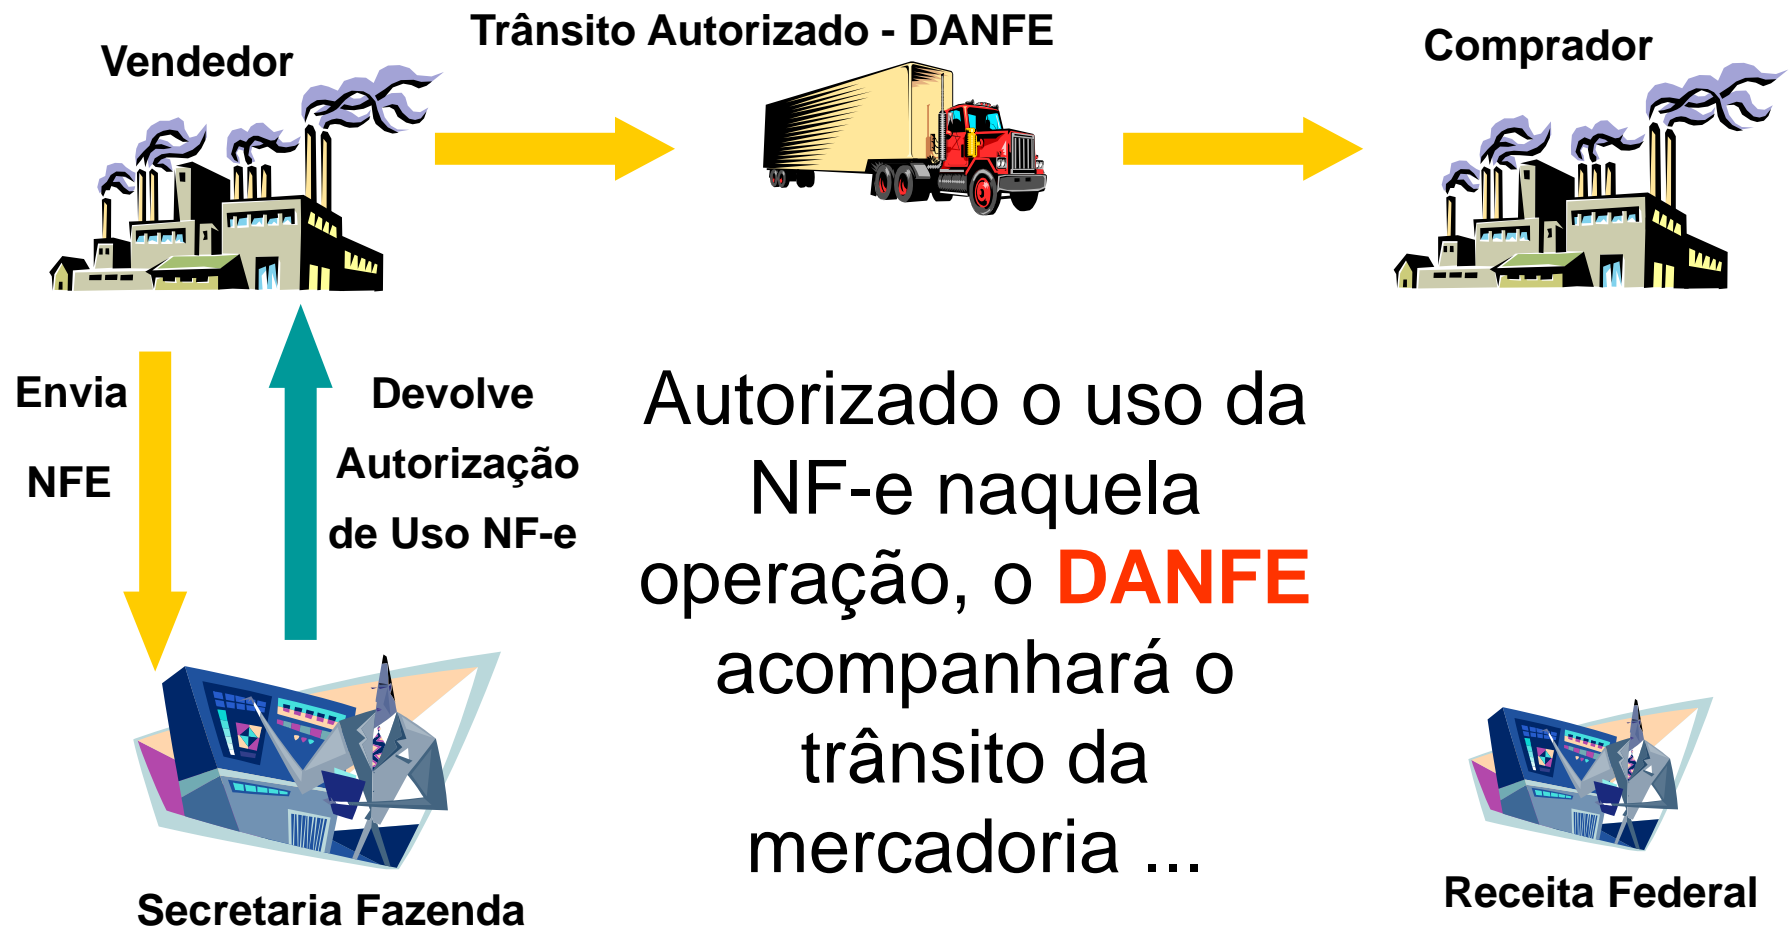 Trânsito Autorizado - DANFE
Vendedor
Comprador
Envia
NFE
Devolve
Autorização
de Uso NF-e
Autorizado o uso da
NF-e naquela
operação, o DANFE
acompanhará o
trânsito da
mercadoria ...
Secretaria Fazenda
Receita Federal